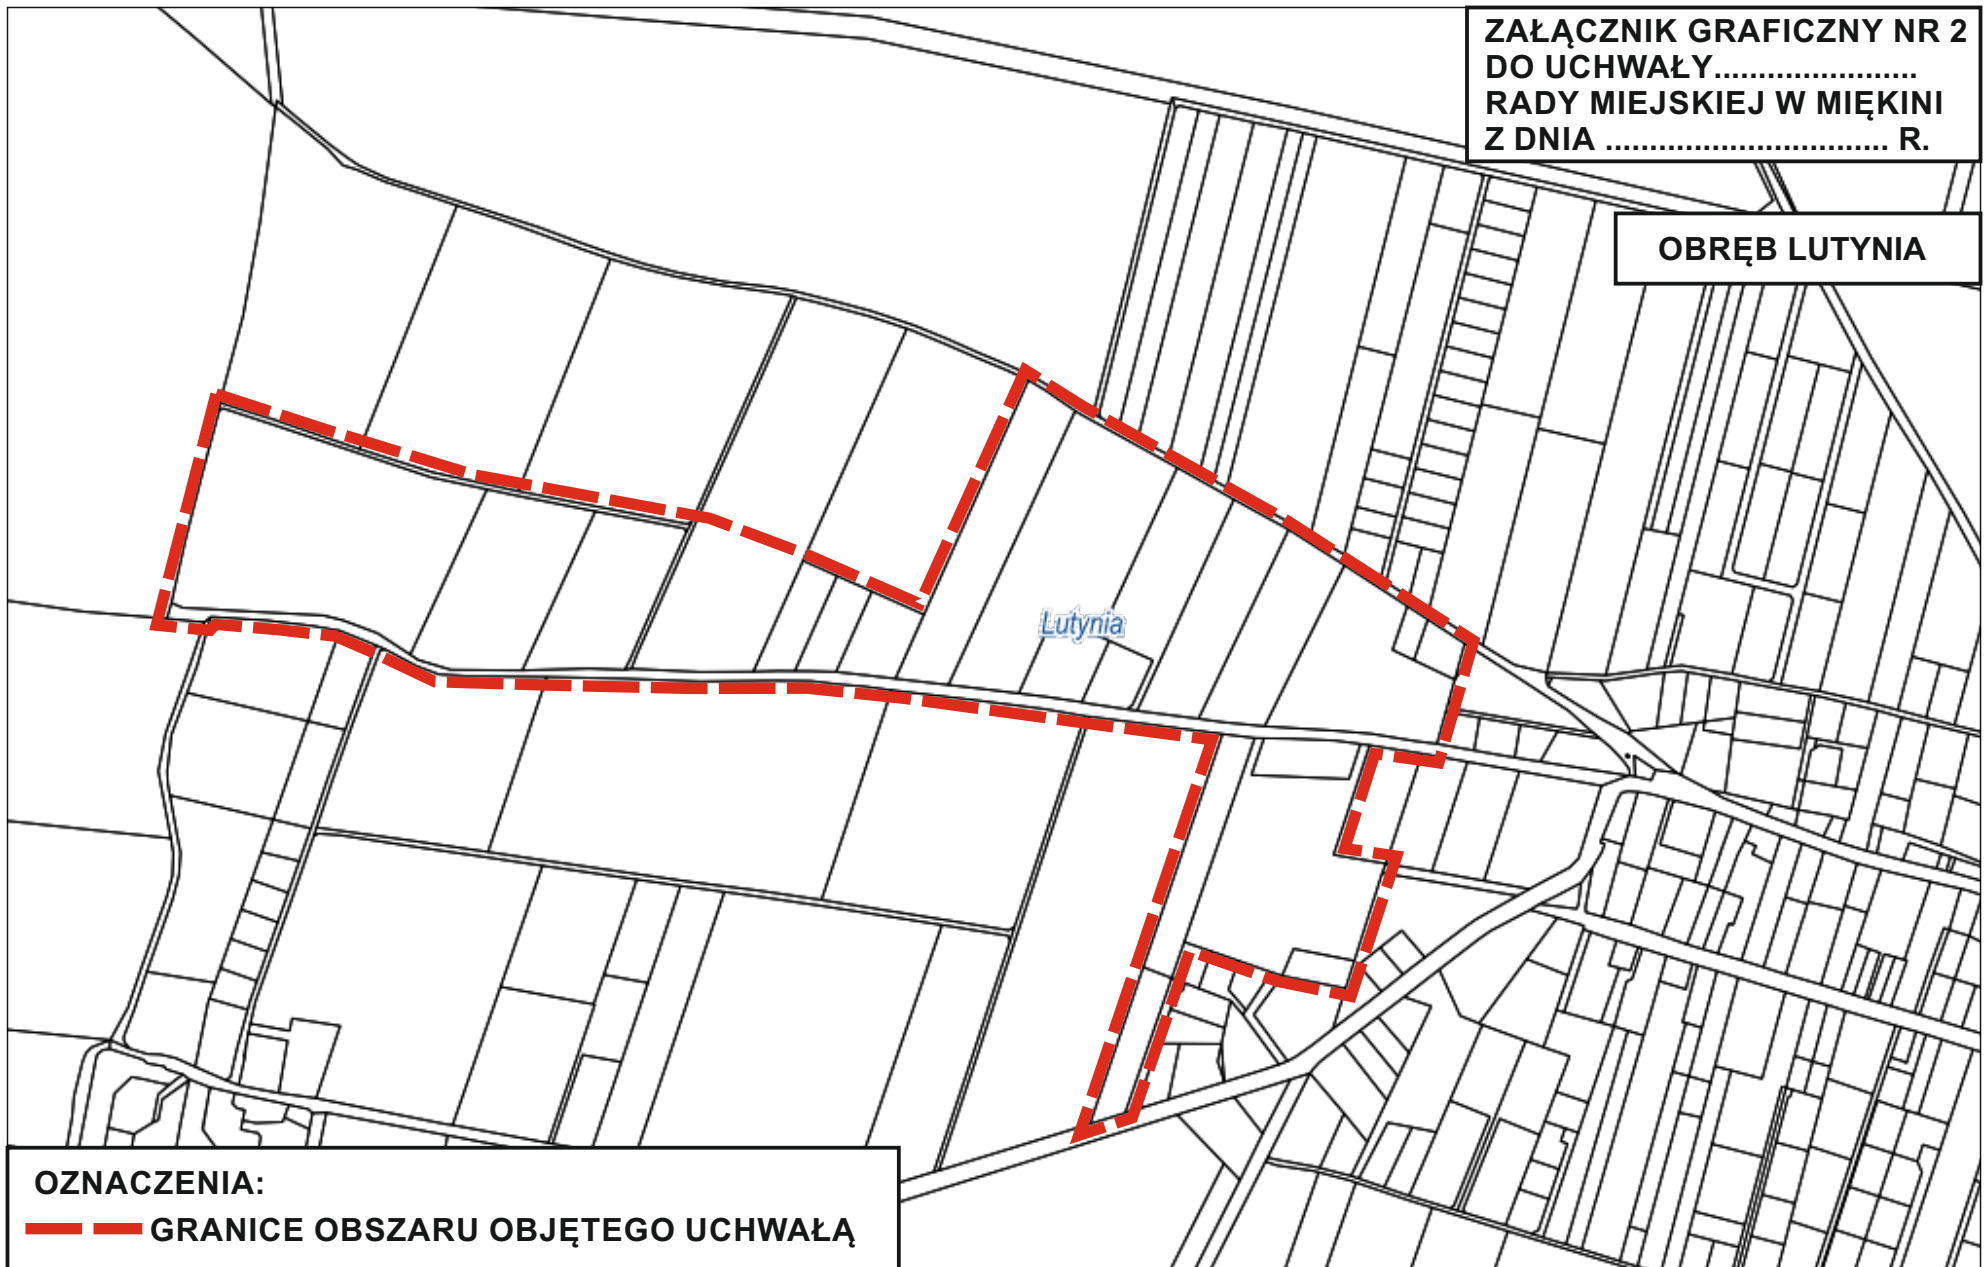 ZAŁĄCZNIK GRAFICZNY NR 2
DO UCHWAŁY.......................
RADY MIEJSKIEJ W MIĘKINI
Z DNIA ................................ R.
OBRĘB LUTYNIA
Lutynia
OZNACZENIA:
GRANICE OBSZARU OBJĘTEGO UCHWAŁĄ